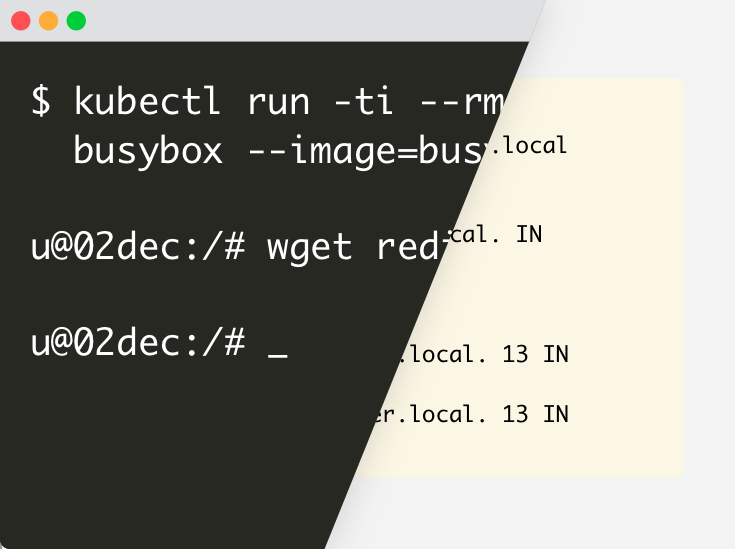 $ kubectl run -ti --rm
busybox --image=bus
.local
u@02dec:/# wget red
cal. IN
u@02dec:/# _
.local. 13 IN
er.local. 13 IN